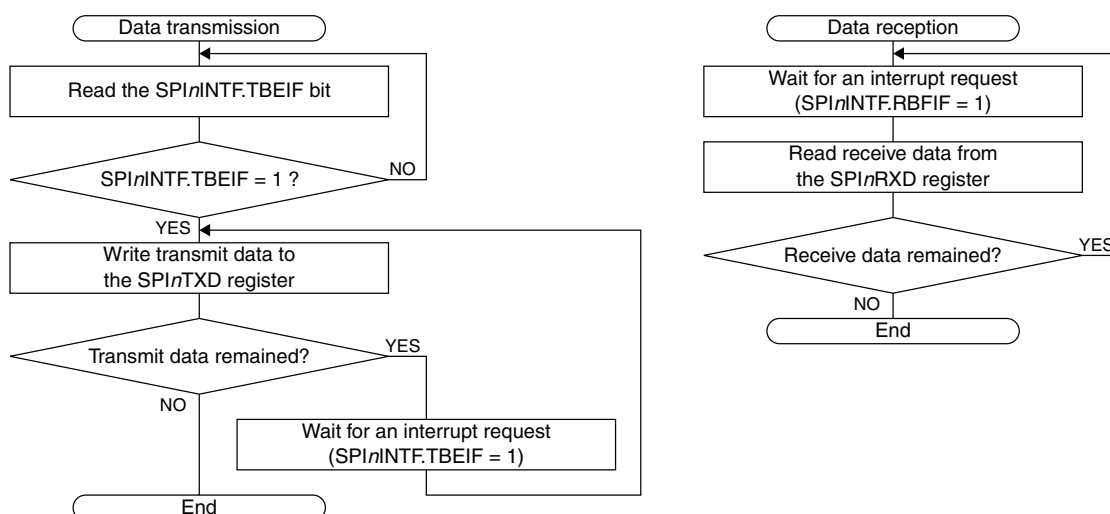 Data transmission
Read the SPInINTF.TBEIF bit
SPInINTF.TBEIF = 1 ?
NO
YES
Write transmit data to
the SPInTXD register
Transmit data remained?
YES
NO
Wait for an interrupt request
(SPInINTF.TBEIF = 1)
End
Data reception
Wait for an interrupt request
(SPInINTF.RBFIF = 1)
Read receive data from
the SPInRXD register
Receive data remained?
YES
NO
End